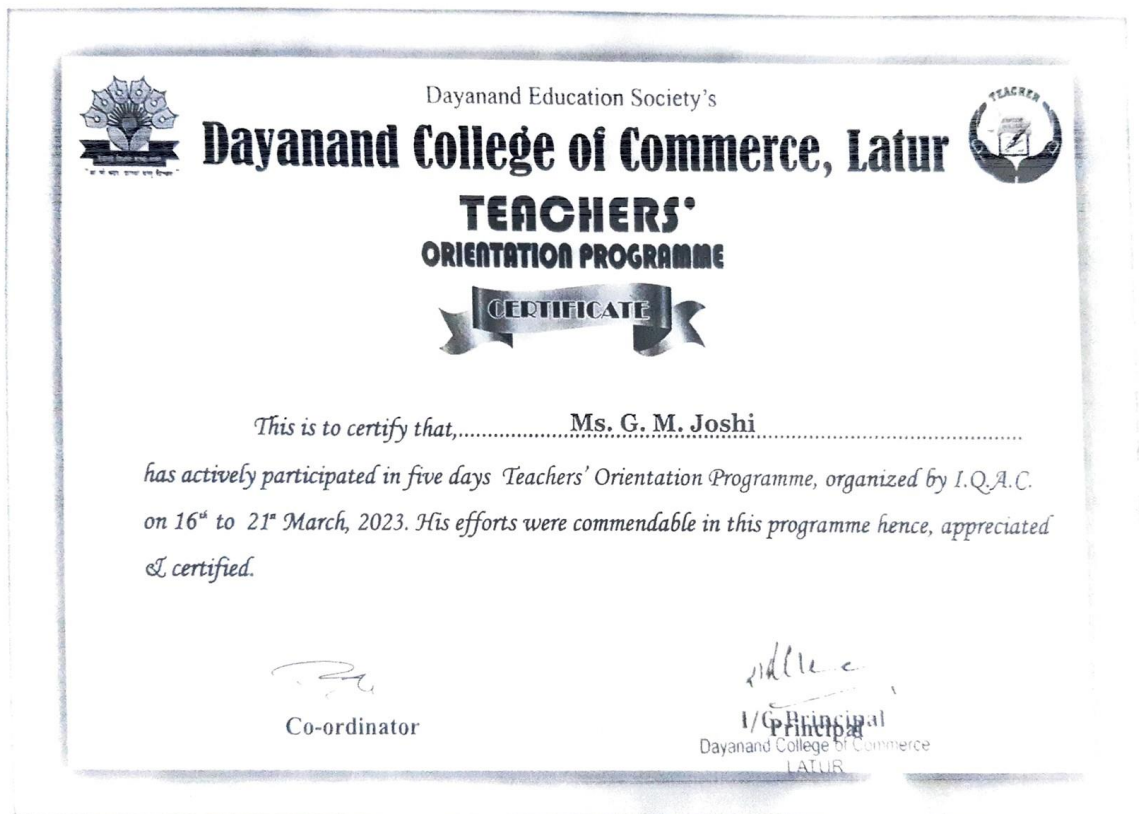 Dayanand Education Society's
Dayanand College of Commerce, Latur
TEACHER
TEACHERS'
ORIENTATION PROGRAMME
CERTIFICATE
This is to certify that,.......................Ms. G. M. Joshi..............................................
has actively participated in five days Teachers' Orientation Programme, organized by I.Q.A.C.
on 16th to 21st March, 2023. His efforts were commendable in this programme hence, appreciated
& certified.
Co-ordinator
I/C Principal
Principal
Dayanand College of Commerce
LATUR